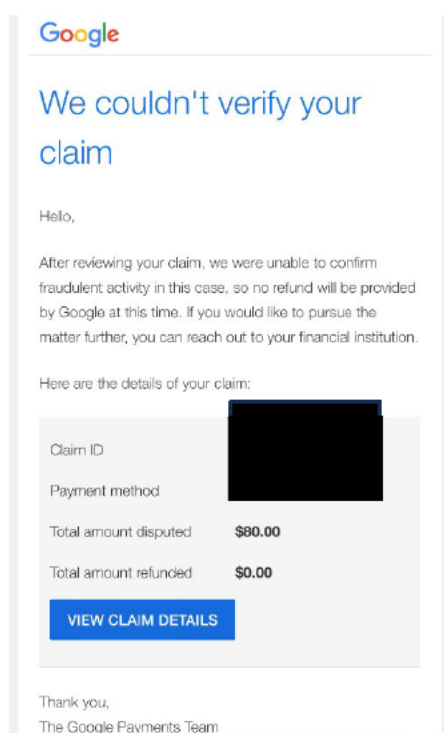 Google
We couldn't verify your
claim
Hello,
After reviewing your claim, we were unable to confirm
fraudulent activity in this case, so no refund will be provided
by Google at this time. If you would like to pursue the
matter further, you can reach out to your financial institution.
Here are the details of your claim:
Claim ID
Payment method
Total amount disputed $80.00
Total amount refunded $0.00
VIEW CLAIM DETAILS
Thank you,
The Google Payments Team